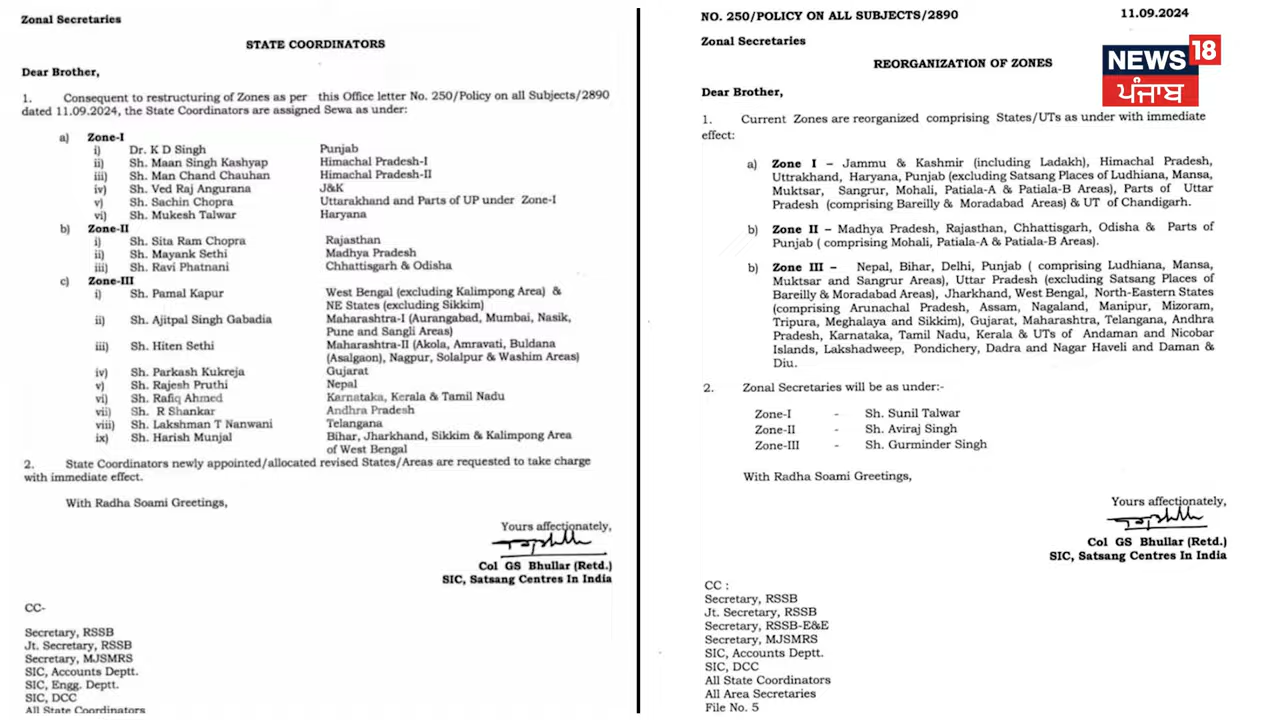 Zonal Secretaries
STATE COORDINATORS
Dear Brother,
1. Consequent to restructuring of Zones as per this Office letter No. 250/Policy on all Subjects/2890
dated 11.09.2024, the State Coordinators are assigned Sewa as under:
a) Zone-I
i) Dr. K D Singh Punjab
ii) Sh. Maan Singh Kashyap Himachal Pradesh-I
iii) Sh. Man Chand Chauhan Himachal Pradesh-II
iv) Sh. Ved Raj Angurana J&K
v) Sh. Sachin Chopra Uttarakhand and Parts of UP under Zone-I
vi) Sh. Mukesh Talwar Haryana
b) Zone-II
i) Sh. Sita Ram Chopra Rajasthan
ii) Sh. Mayank Sethi Madhya Pradesh
iii) Sh. Ravi Phatnani Chhattisgarh & Odisha
c) Zone-III
i) Sh. Pamal Kapur West Bengal (excluding Kalimpong Area) &
NE States (excluding Sikkim)
ii) Sh. Ajitpal Singh Gabadia Maharashtra-I (Aurangabad, Mumbai, Nasik,
Pune and Sangli Areas)
iii) Sh. Hiten Sethi Maharashtra-II (Akola, Amravati, Buldana
(Asalgaon), Nagpur, Solalpur & Washim Areas)
iv) Sh. Parkash Kukreja Gujarat
v) Sh. Rajesh Pruthi Nepal
vi) Sh. Rafiq Ahmed Karnataka, Kerala & Tamil Nadu
vii) Sh. R Shankar Andhra Pradesh
viii) Sh. Lakshman T Nanwani Telangana
ix) Sh. Harish Munjal Bihar, Jharkhand, Sikkim & Kalimpong Area
of West Bengal
2. State Coordinators newly appointed/allocated revised States/Areas are requested to take charge
with immediate effect.
With Radha Soami Greetings,
Yours affectionately,
Col GS Bhullar (Retd.)
SIC, Satsang Centres In India
CC-
Secretary, RSSB
Jt. Secretary, RSSB
Secretary, MJSMRS
SIC, Accounts Deptt.
SIC, Engg. Deptt.
SIC, DCC
All State Coordinators
NO. 250/POLICY ON ALL SUBJECTS/2890 11.09.2024
Zonal Secretaries
NEWS 18
ਪੰਜਾਬ
REORGANIZATION OF ZONES
Dear Brother,
1. Current Zones are reorganized comprising States/UTs as under with immediate
effect:
a) Zone I - Jammu & Kashmir (including Ladakh), Himachal Pradesh,
Uttrakhand, Haryana, Punjab (excluding Satsang Places of Ludhiana, Mansa,
Muktsar, Sangrur, Mohali, Patiala-A & Patiala-B Areas), Parts of Uttar
Pradesh (comprising Bareilly & Moradabad Areas) & UT of Chandigarh.
b) Zone II – Madhya Pradesh, Rajasthan, Chhattisgarh, Odisha & Parts of
Punjab ( comprising Mohali, Patiala-A & Patiala-B Areas).
b) Zone III – Nepal, Bihar, Delhi, Punjab ( comprising Ludhiana, Mansa,
Muktsar and Sangrur Areas), Uttar Pradesh (excluding Satsang Places of
Bareilly & Moradabad Areas), Jharkhand, West Bengal, North-Eastern States
(comprising Arunachal Pradesh, Assam, Nagaland, Manipur, Mizoram,
Tripura, Meghalaya and Sikkim), Gujarat, Maharashtra, Telangana, Andhra
Pradesh, Karnataka, Tamil Nadu, Kerala & UTs of Andaman and Nicobar
Islands, Lakshadweep, Pondichery, Dadra and Nagar Haveli and Daman &
Diu.
2. Zonal Secretaries will be as under:-
Zone-I - Sh. Sunil Talwar
Zone-II - Sh. Aviraj Singh
Zone-III - Sh. Gurminder Singh
With Radha Soami Greetings,
Yours affectionately,
Col GS Bhullar (Retd.)
SIC, Satsang Centres In India
CC :
Secretary, RSSB
Jt. Secretary, RSSB
Secretary, RSSB-E&E
Secretary, MJSMRS
SIC, Accounts Deptt.
SIC, DCC
All State Coordinators
All Area Secretaries
File No. 5